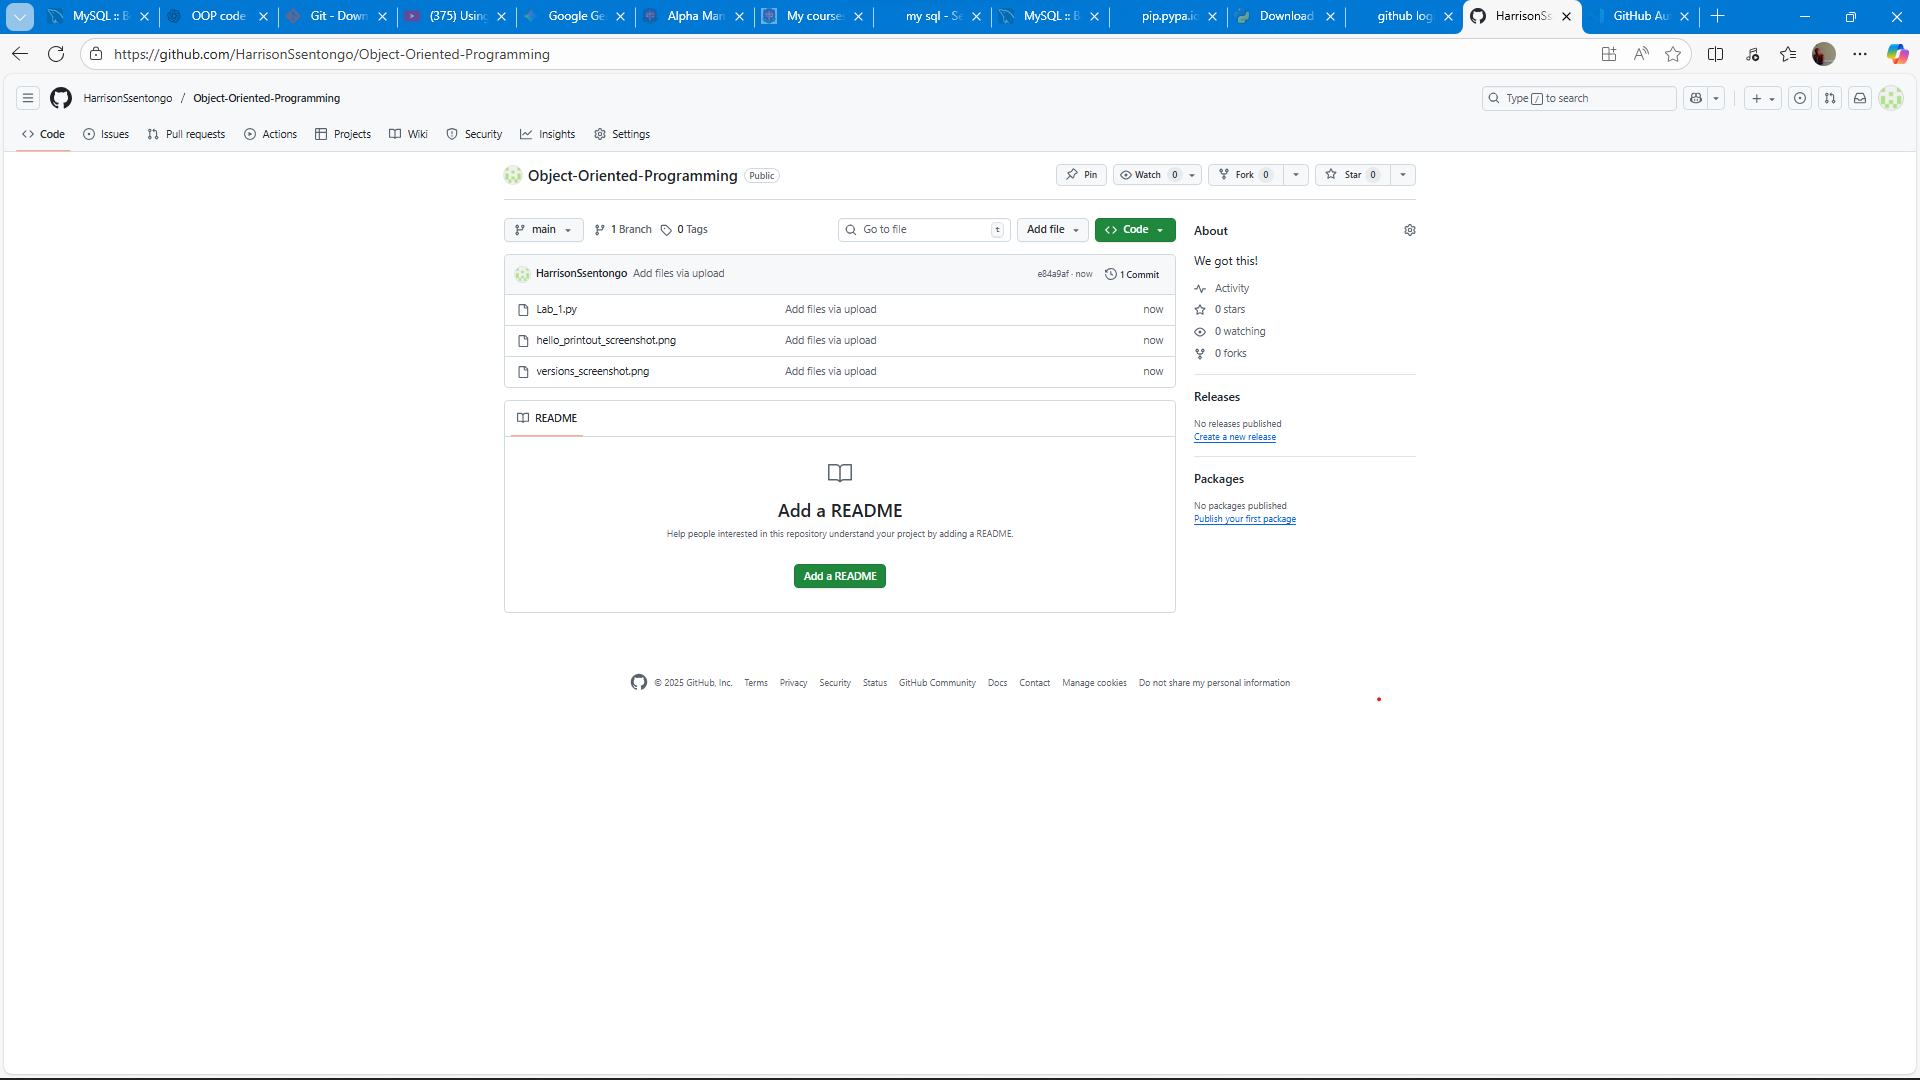 MySQL :: B
OOP code
Git - Down
(375) Using
Google Ge
Alpha Man
My course
my sql - Se
MySQL :: B
pip.pypa.io
Download
github log
HarrisonSs
GitHub Au
https://github.com/HarrisonSsentongo/Object-Oriented-Programming
HarrisonSsentongo / Object-Oriented-Programming
Type / to search
Code Issues Pull requests Actions Projects Wiki Security Insights Settings
Object-Oriented-Programming Public
Pin Watch 0 Fork 0 Star 0
main 1 Branch 0 Tags Go to file t Add file Code
HarrisonSsentongo Add files via upload e84a9af · now 1 Commit
Lab_1.py Add files via upload now
hello_printout_screenshot.png Add files via upload now
versions_screenshot.png Add files via upload now
README
Add a README
Help people interested in this repository understand your project by adding a README.
Add a README
About
We got this!
Activity
0 stars
0 watching
0 forks
Releases
No releases published
Create a new release
Packages
No packages published
Publish your first package
© 2025 GitHub, Inc. Terms Privacy Security Status GitHub Community Docs Contact Manage cookies Do not share my personal information